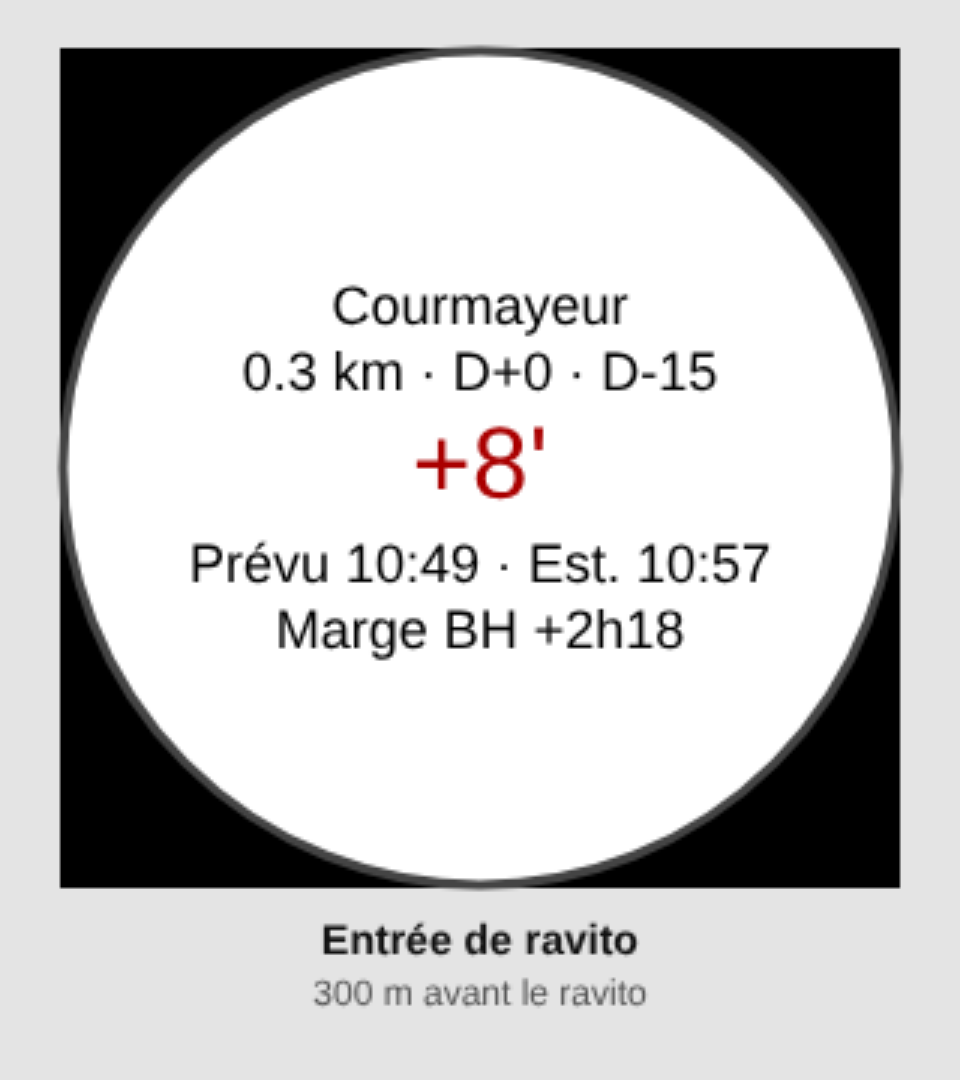 Courmayeur
0.3 km · D+0 · D-15
+8'
Prévu 10:49 · Est. 10:57
Marge BH +2h18
Entrée de ravito
300 m avant le ravito